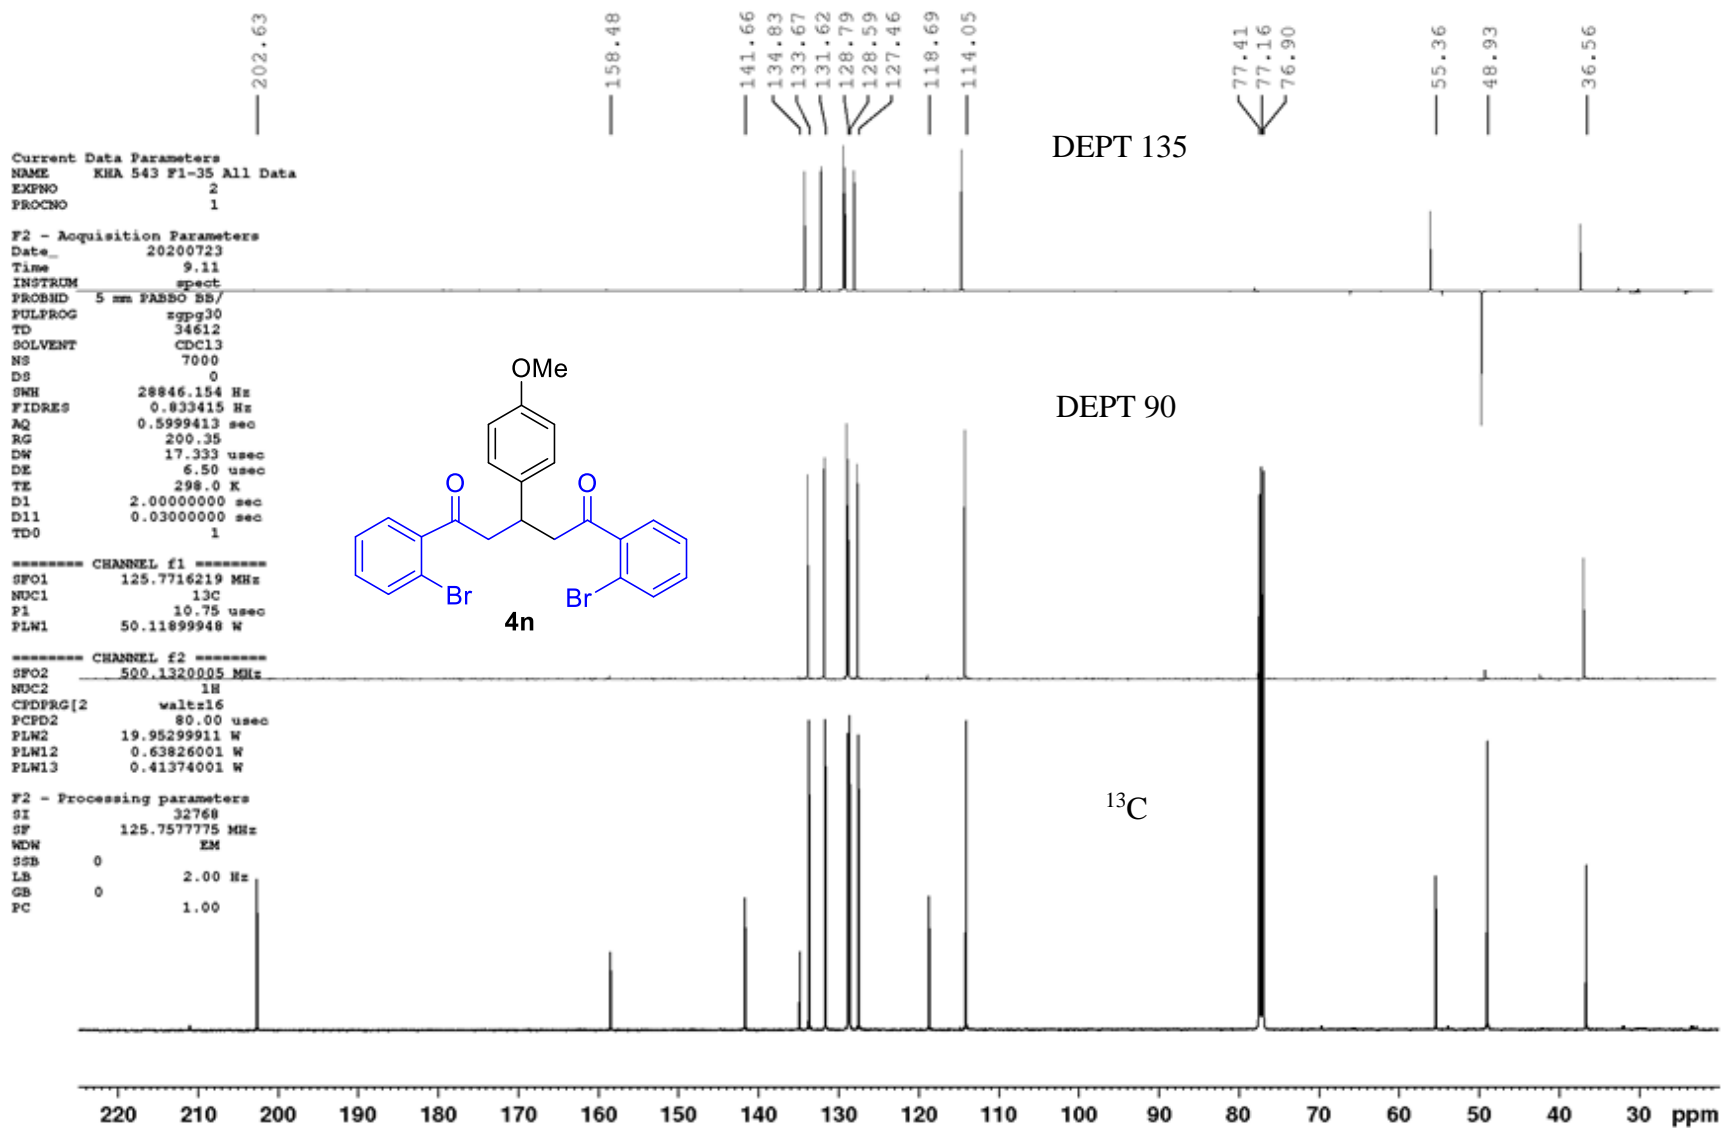 202.63
158.48
141.66
134.83
133.67
131.62
128.79
128.59
127.46
118.69
114.05
77.41
77.16
76.90
55.36
48.93
36.56
DEPT 135
Current Data Parameters
NAME KHA 543 F1-35 All Data
EXPNO 2
PROCNO 1
F2 - Acquisition Parameters
Date_ 20200723
Time 9.11
INSTRUM spect
PROBHD 5 mm PABBO BB/
PULPROG zgpg30
TD 34612
SOLVENT CDCl3
NS 7000
DS 0
SWH 28846.154 Hz
FIDRES 0.833415 Hz
AQ 0.5999413 sec
RG 200.35
DW 17.333 usec
DE 6.50 usec
TE 298.0 K
D1 2.00000000 sec
D11 0.03000000 sec
TD0 1
======== CHANNEL f1 ========
SFO1 125.7716219 MHz
NUC1 13C
P1 10.75 usec
PLW1 50.11899948 W
======== CHANNEL f2 ========
SFO2 500.1320005 MHz
NUC2 1H
CPDPRG[2 waltz16
PCPD2 80.00 usec
PLW2 19.95299911 W
PLW12 0.63826001 W
PLW13 0.41374001 W
F2 - Processing parameters
SI 32768
SF 125.7577775 MHz
WDW EM
SSB 0
LB 2.00 Hz
GB 0
PC 1.00
OMe
O
O
Br
Br
4n
DEPT 90
13C
220 210 200 190 180 170 160 150 140 130 120 110 100 90 80 70 60 50 40 30 ppm